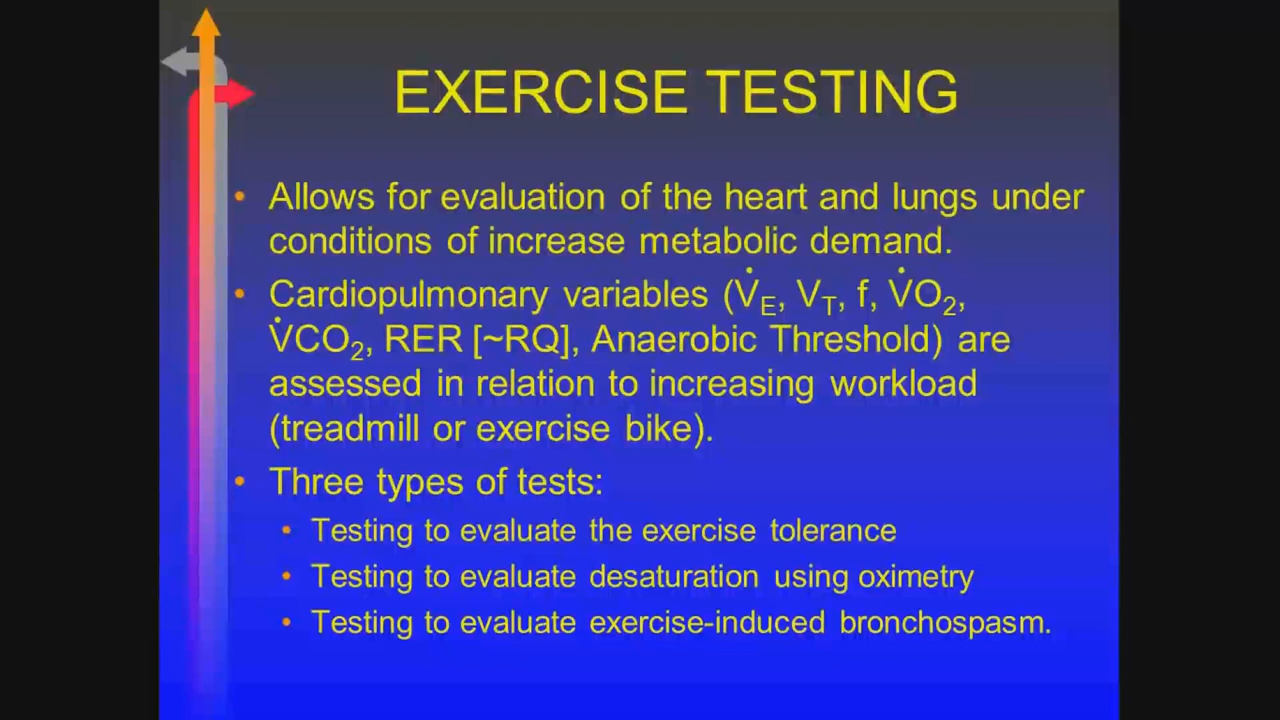 EXERCISE TESTING
• Allows for evaluation of the heart and lungs under
conditions of increase metabolic demand.
• Cardiopulmonary variables (V̇E, VT, f, V̇O2,
V̇CO2, RER [~RQ], Anaerobic Threshold) are
assessed in relation to increasing workload
(treadmill or exercise bike).
• Three types of tests:
• Testing to evaluate the exercise tolerance
• Testing to evaluate desaturation using oximetry
• Testing to evaluate exercise-induced bronchospasm.